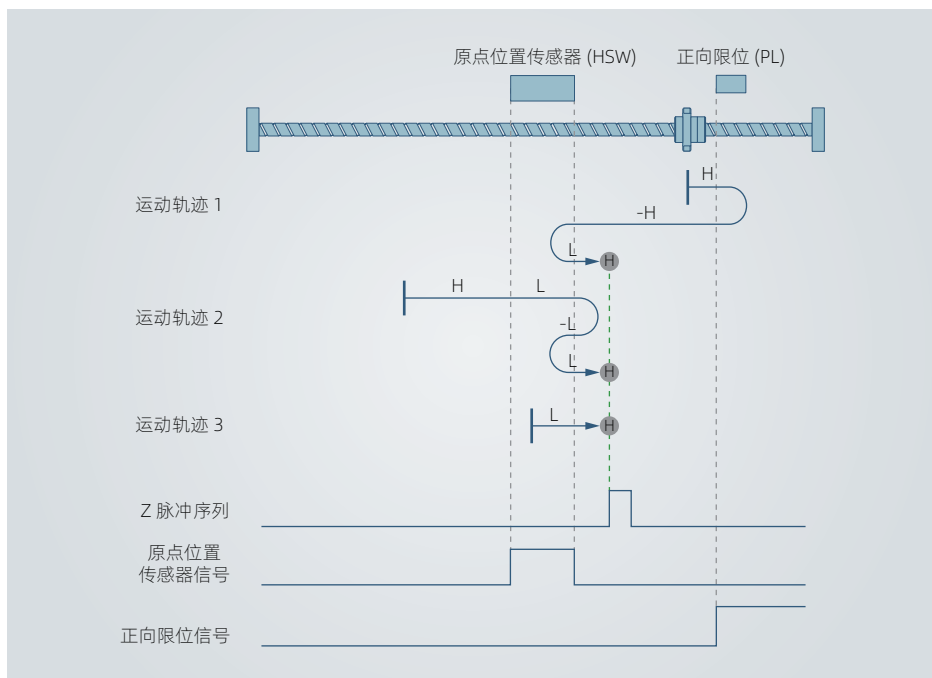 原点位置传感器 (HSW)
正向限位 (PL)
H
运动轨迹 1
-H
L
H
H
L
运动轨迹 2
-L
L
H
L
运动轨迹 3
H
Z 脉冲序列
原点位置
传感器信号
正向限位信号